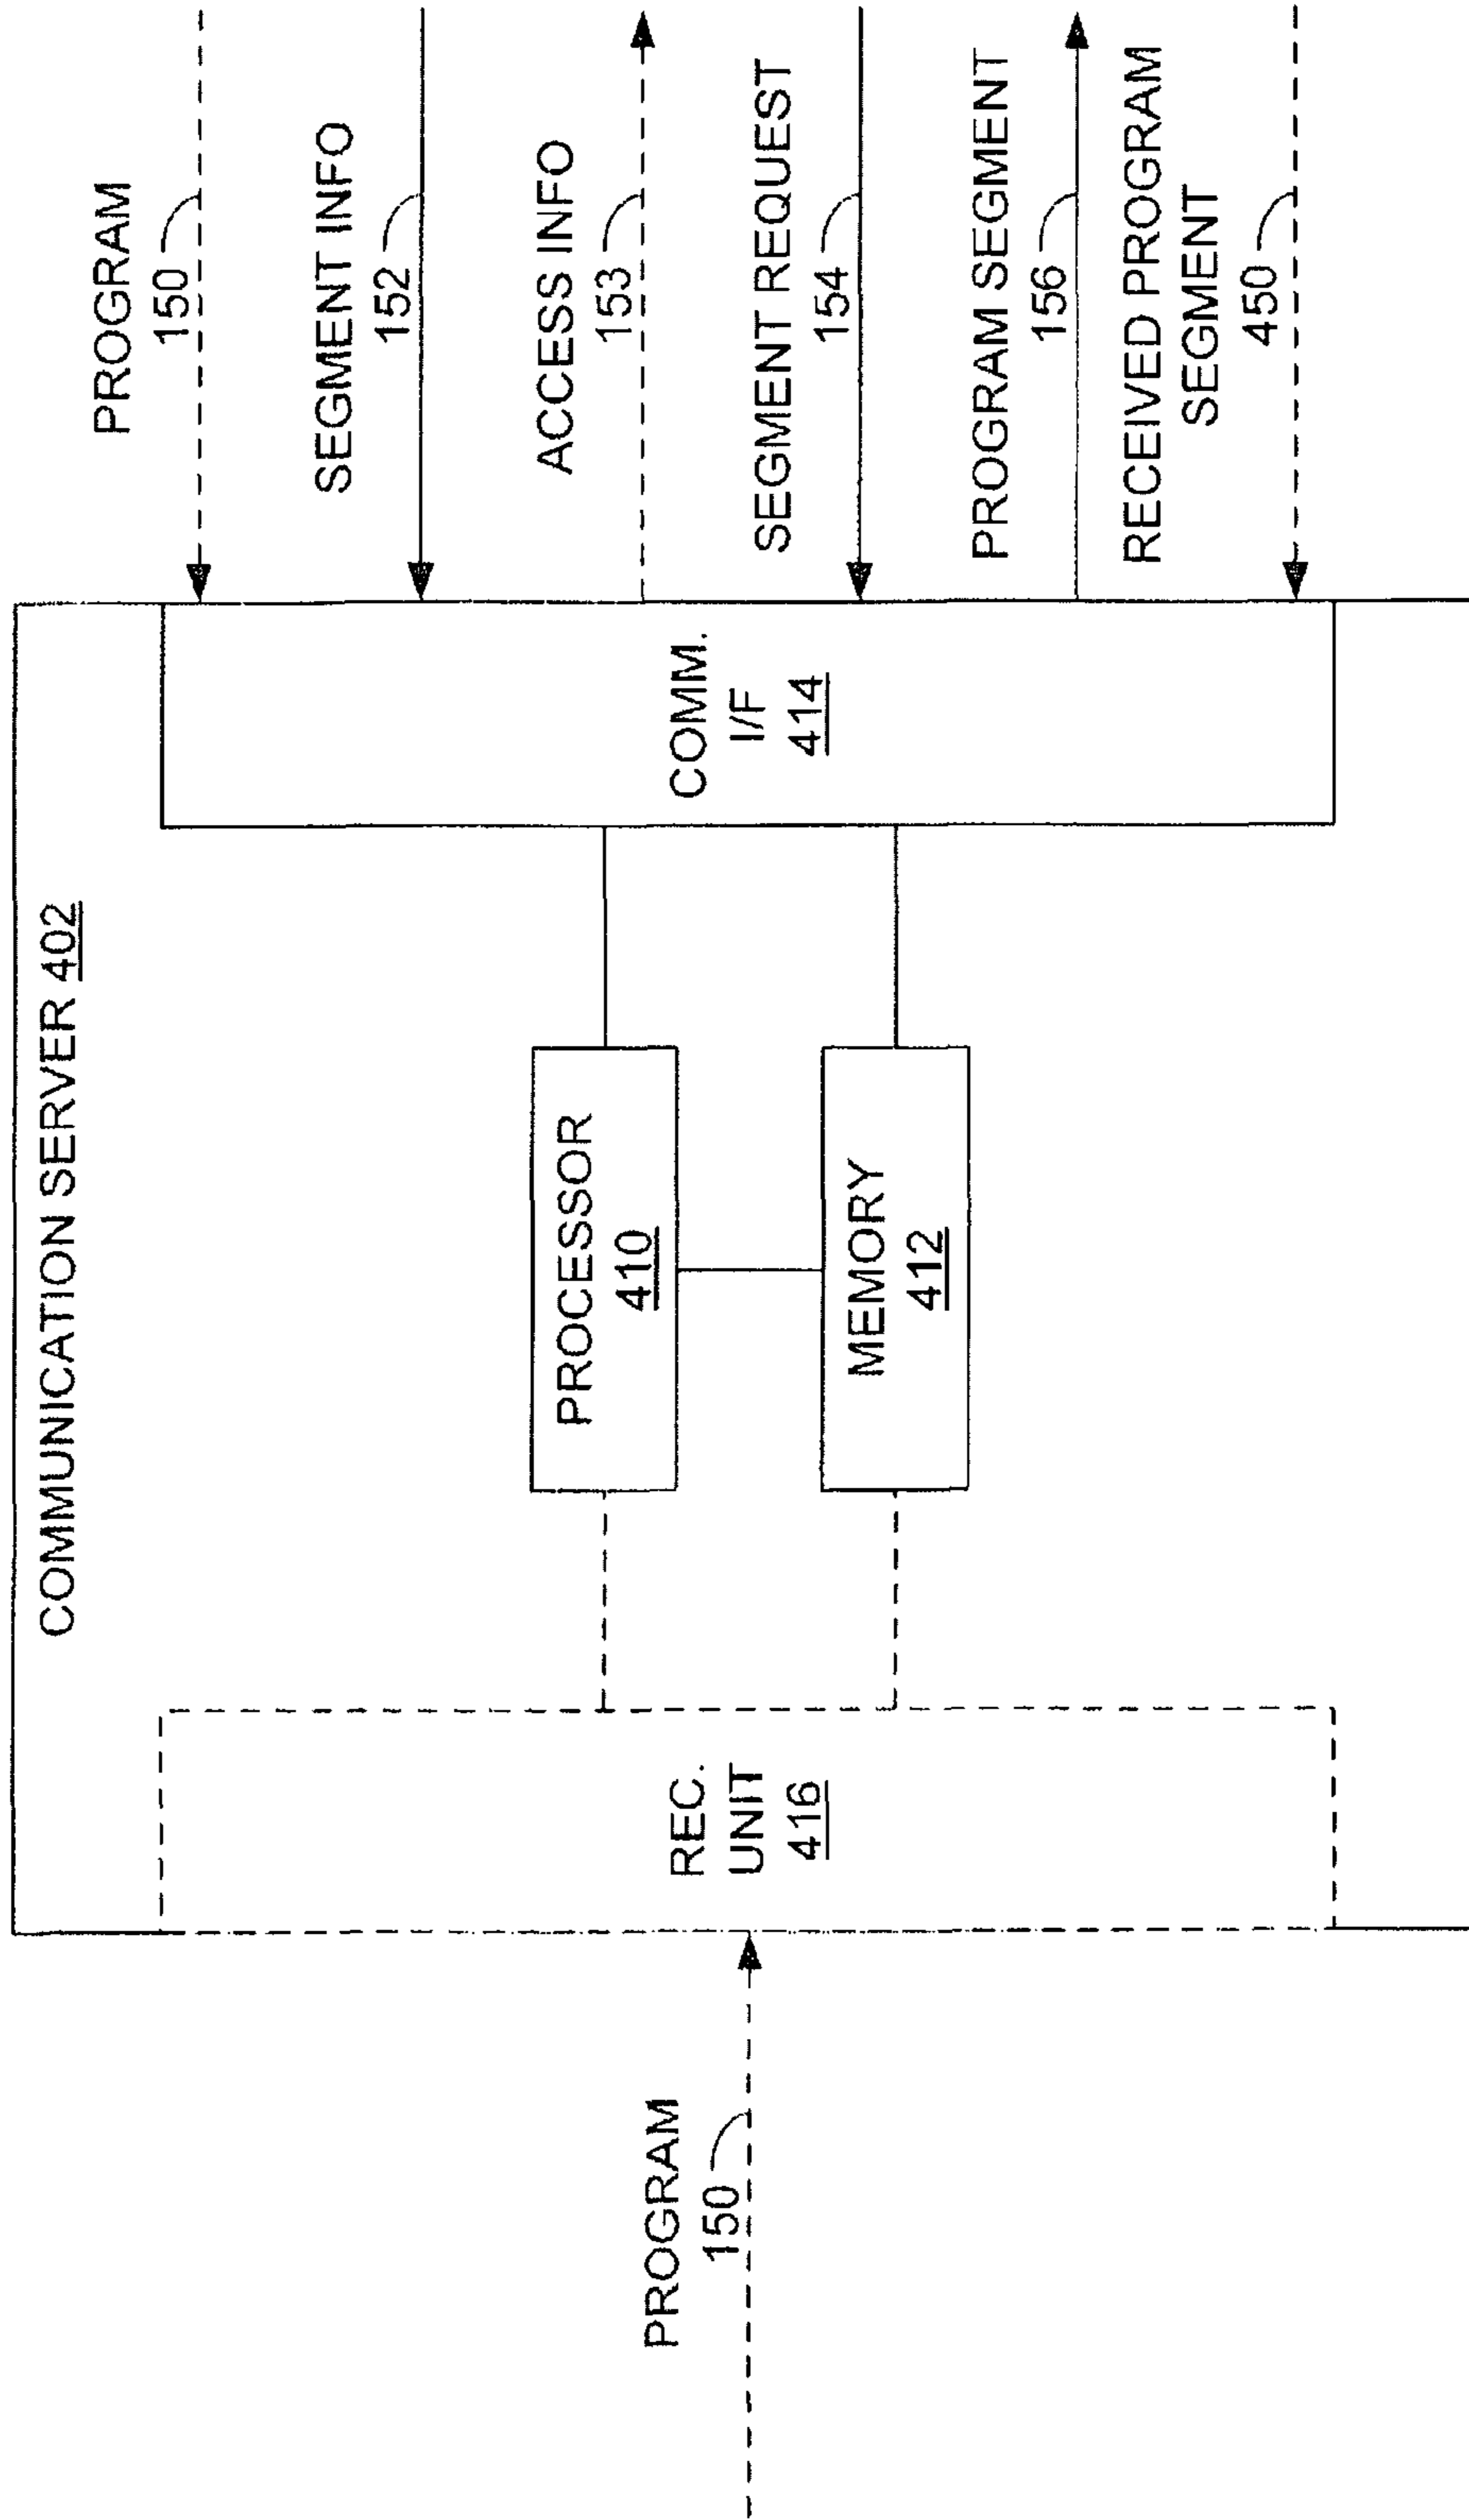 COMMUNICATION SERVER 402
PROGRAM
150
REC.
UNIT
416
PROCESSOR
410
MEMORY
412
COMM.
I/F
414
PROGRAM
150
SEGMENT INFO
152
ACCESS INFO
153
SEGMENT REQUEST
154
PROGRAM SEGMENT
156
RECEIVED PROGRAM
SEGMENT
450